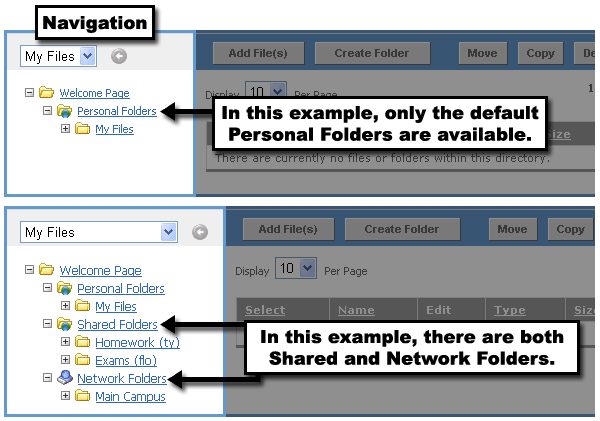 Navigation
My Files
Add File(s) Create Folder Move Copy
Display 10 Per Page 1
Welcome Page
Personal Folders
My Files
In this example, only the default
Personal Folders are available.
Size
There are currently no files or folders within this directory.
My Files
Add File(s) Create Folder Move Copy
Display 10 Per Page
Welcome Page
Personal Folders
My Files
Shared Folders
Homework (ty)
Exams (flo)
Network Folders
Main Campus
Select Name Edit Type
In this example, there are both
Shared and Network Folders.